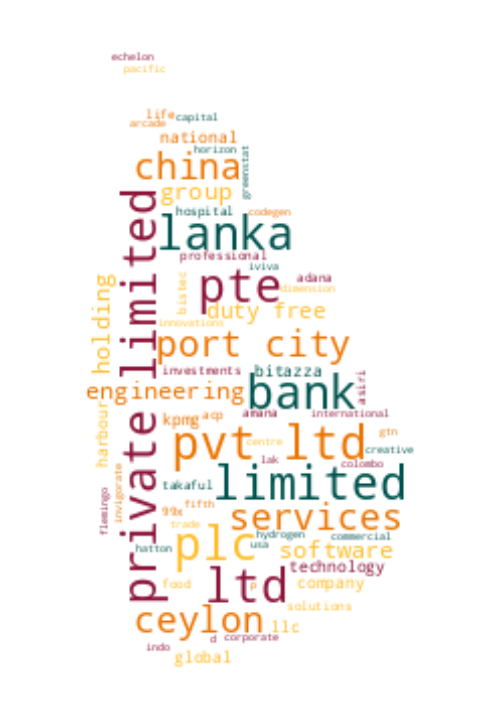 echelon
pacific
life capital
arcade
national
horizon
china
greenstat
group
hospital codegen
lanka
private limited
professional
iviva
pte adana
bistec dimension
holding
duty free
innovations
port city
investments bitazza
engineering bank
asiri
harbour
kpmg acp amana international
pvt ltd gtn
centre creative
lak colombo
limited
takaful
invigorate
flemingo
99x fifth
services
trade
plc hydrogen commercial
hatton usa software
ltd technology
food p company
solutions
ceylon llc
d corporate
indo
global